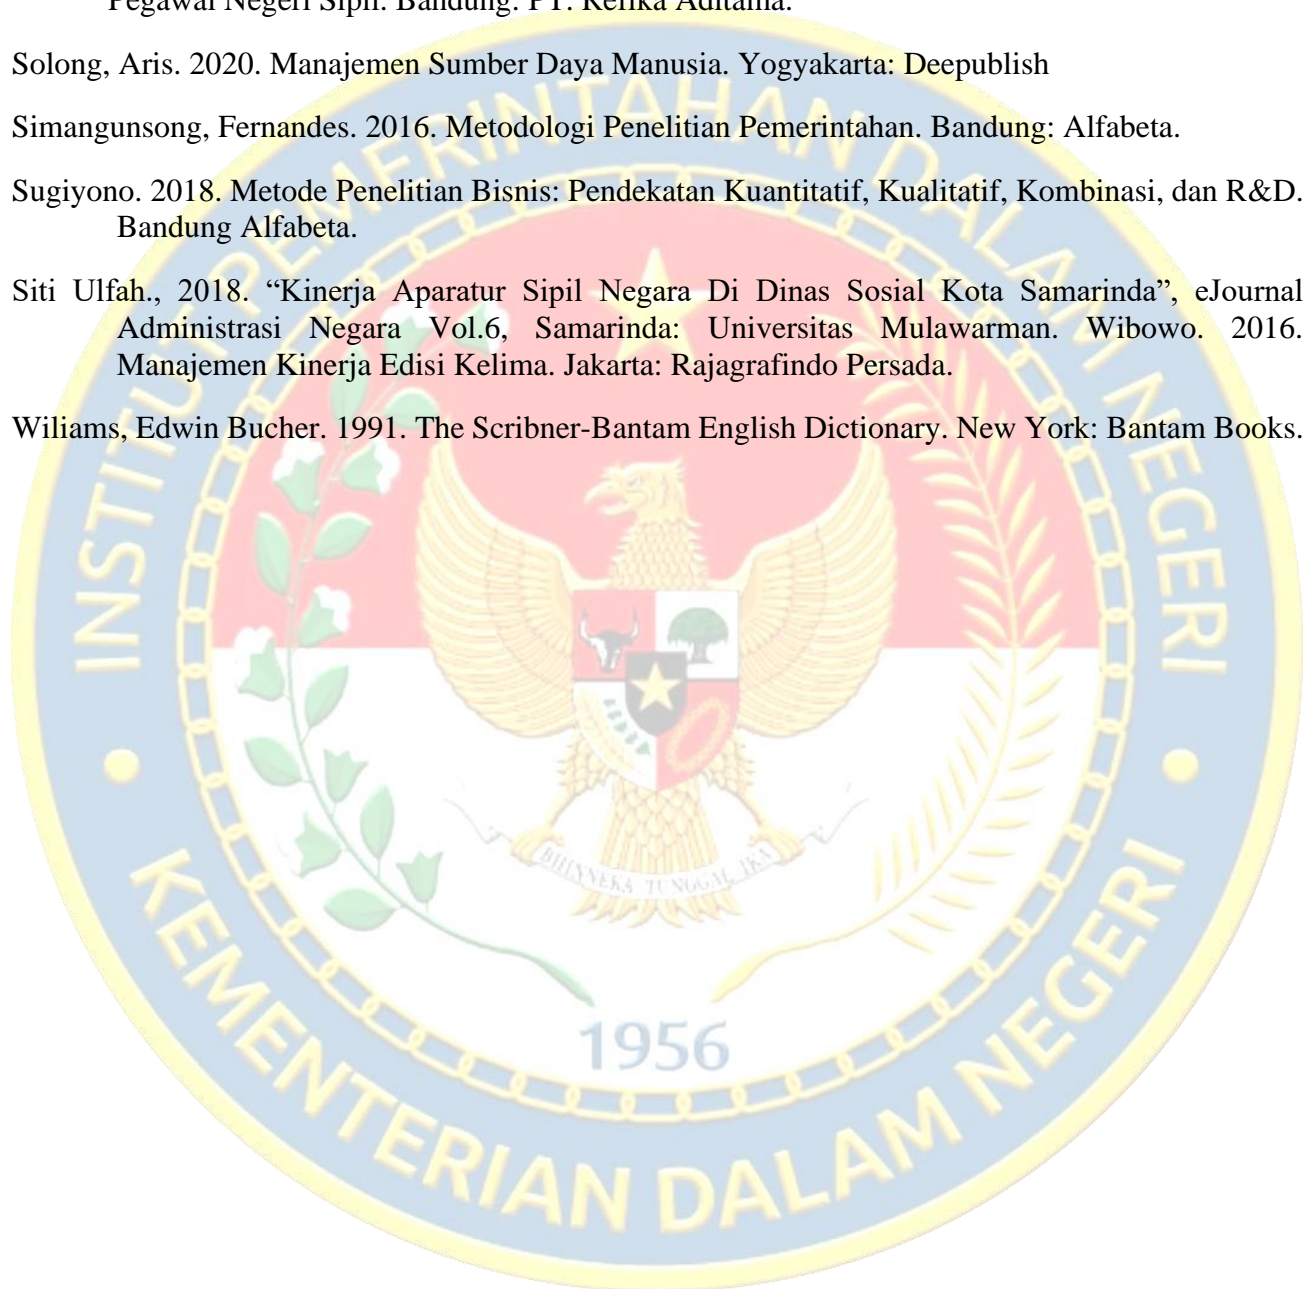 Pegawai Negeri Sipil. Bandung: PT. Refika Aditama.
Solong, Aris. 2020. Manajemen Sumber Daya Manusia. Yogyakarta: Deepublish
Simangunsong, Fernandes. 2016. Metodologi Penelitian Pemerintahan. Bandung: Alfabeta.
Sugiyono. 2018. Metode Penelitian Bisnis: Pendekatan Kuantitatif, Kualitatif, Kombinasi, dan R&D.
Bandung Alfabeta.
Siti Ulfah., 2018. “Kinerja Aparatur Sipil Negara Di Dinas Sosial Kota Samarinda”, eJournal
Administrasi Negara Vol.6, Samarinda: Universitas Mulawarman. Wibowo. 2016.
Manajemen Kinerja Edisi Kelima. Jakarta: Rajagrafindo Persada.
Wiliams, Edwin Bucher. 1991. The Scribner-Bantam English Dictionary. New York: Bantam Books.
INSTITUT PEMERINTAHAN DALAM NEGERI
BHINNEKA TUNGGAL IKA
1956
KEMENTERIAN DALAM NEGERI